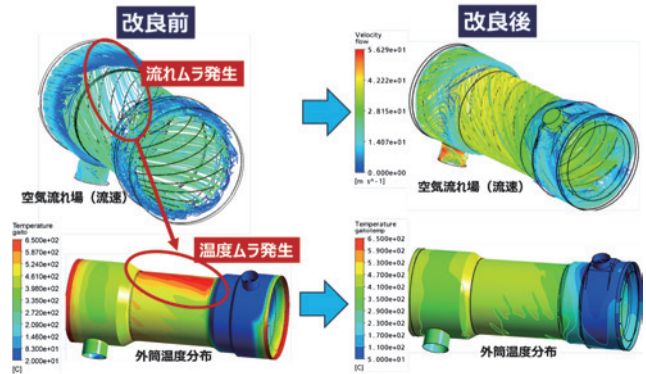 改良前
改良後
流れムラ発生
空気流れ場（流速）
Velocity
flow
5.629e+01
4.222e+01
2.815e+01
1.407e+01
0.000e+00
[m s^-1]
空気流れ場（流速）
Temperature
gaito
6.500e+02
5.870e+02
5.240e+02
4.610e+02
3.980e+02
3.350e+02
2.720e+02
2.090e+02
1.460e+02
8.300e+01
2.000e+01
[C]
温度ムラ発生
外筒温度分布
Temperature
gaitotemp
6.500e+02
5.900e+02
5.300e+02
4.700e+02
4.100e+02
3.500e+02
2.900e+02
2.300e+02
1.700e+02
1.100e+02
5.000e+01
[C]
外筒温度分布